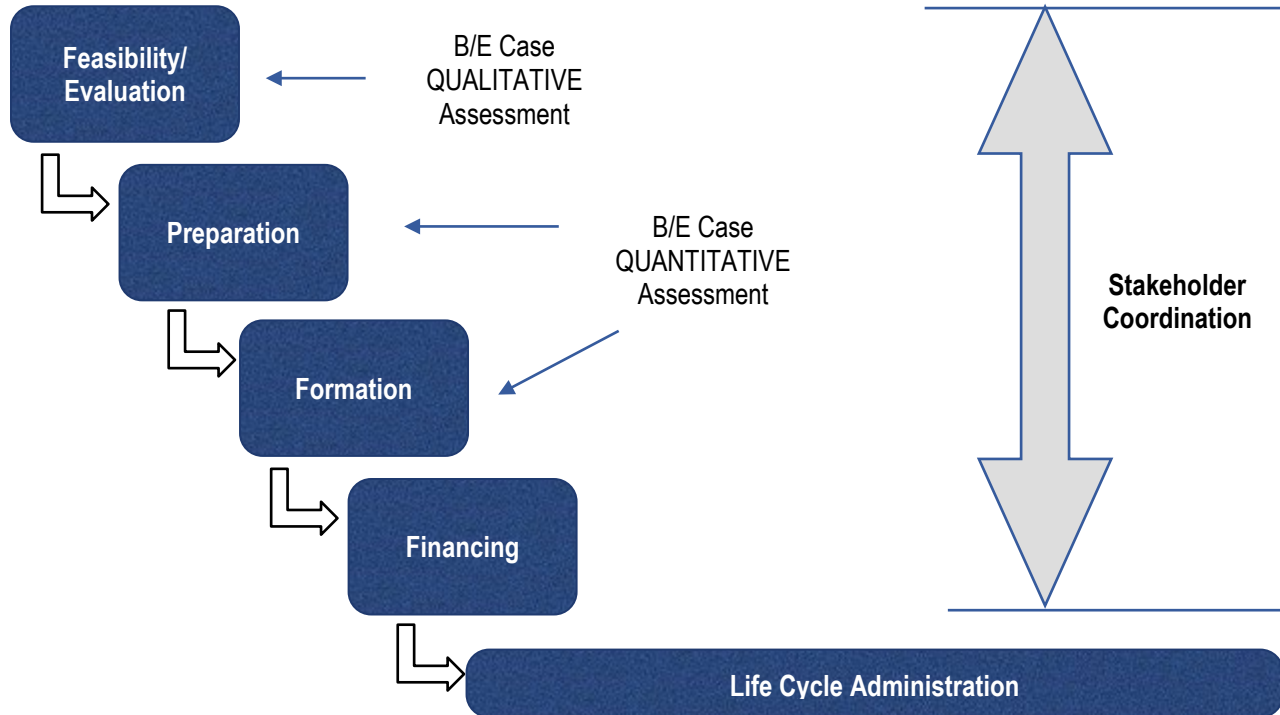 Feasibility/
Evaluation
B/E Case
QUALITATIVE
Assessment
Preparation
B/E Case
QUANTITATIVE
Assessment
Stakeholder
Coordination
Formation
Financing
Life Cycle Administration